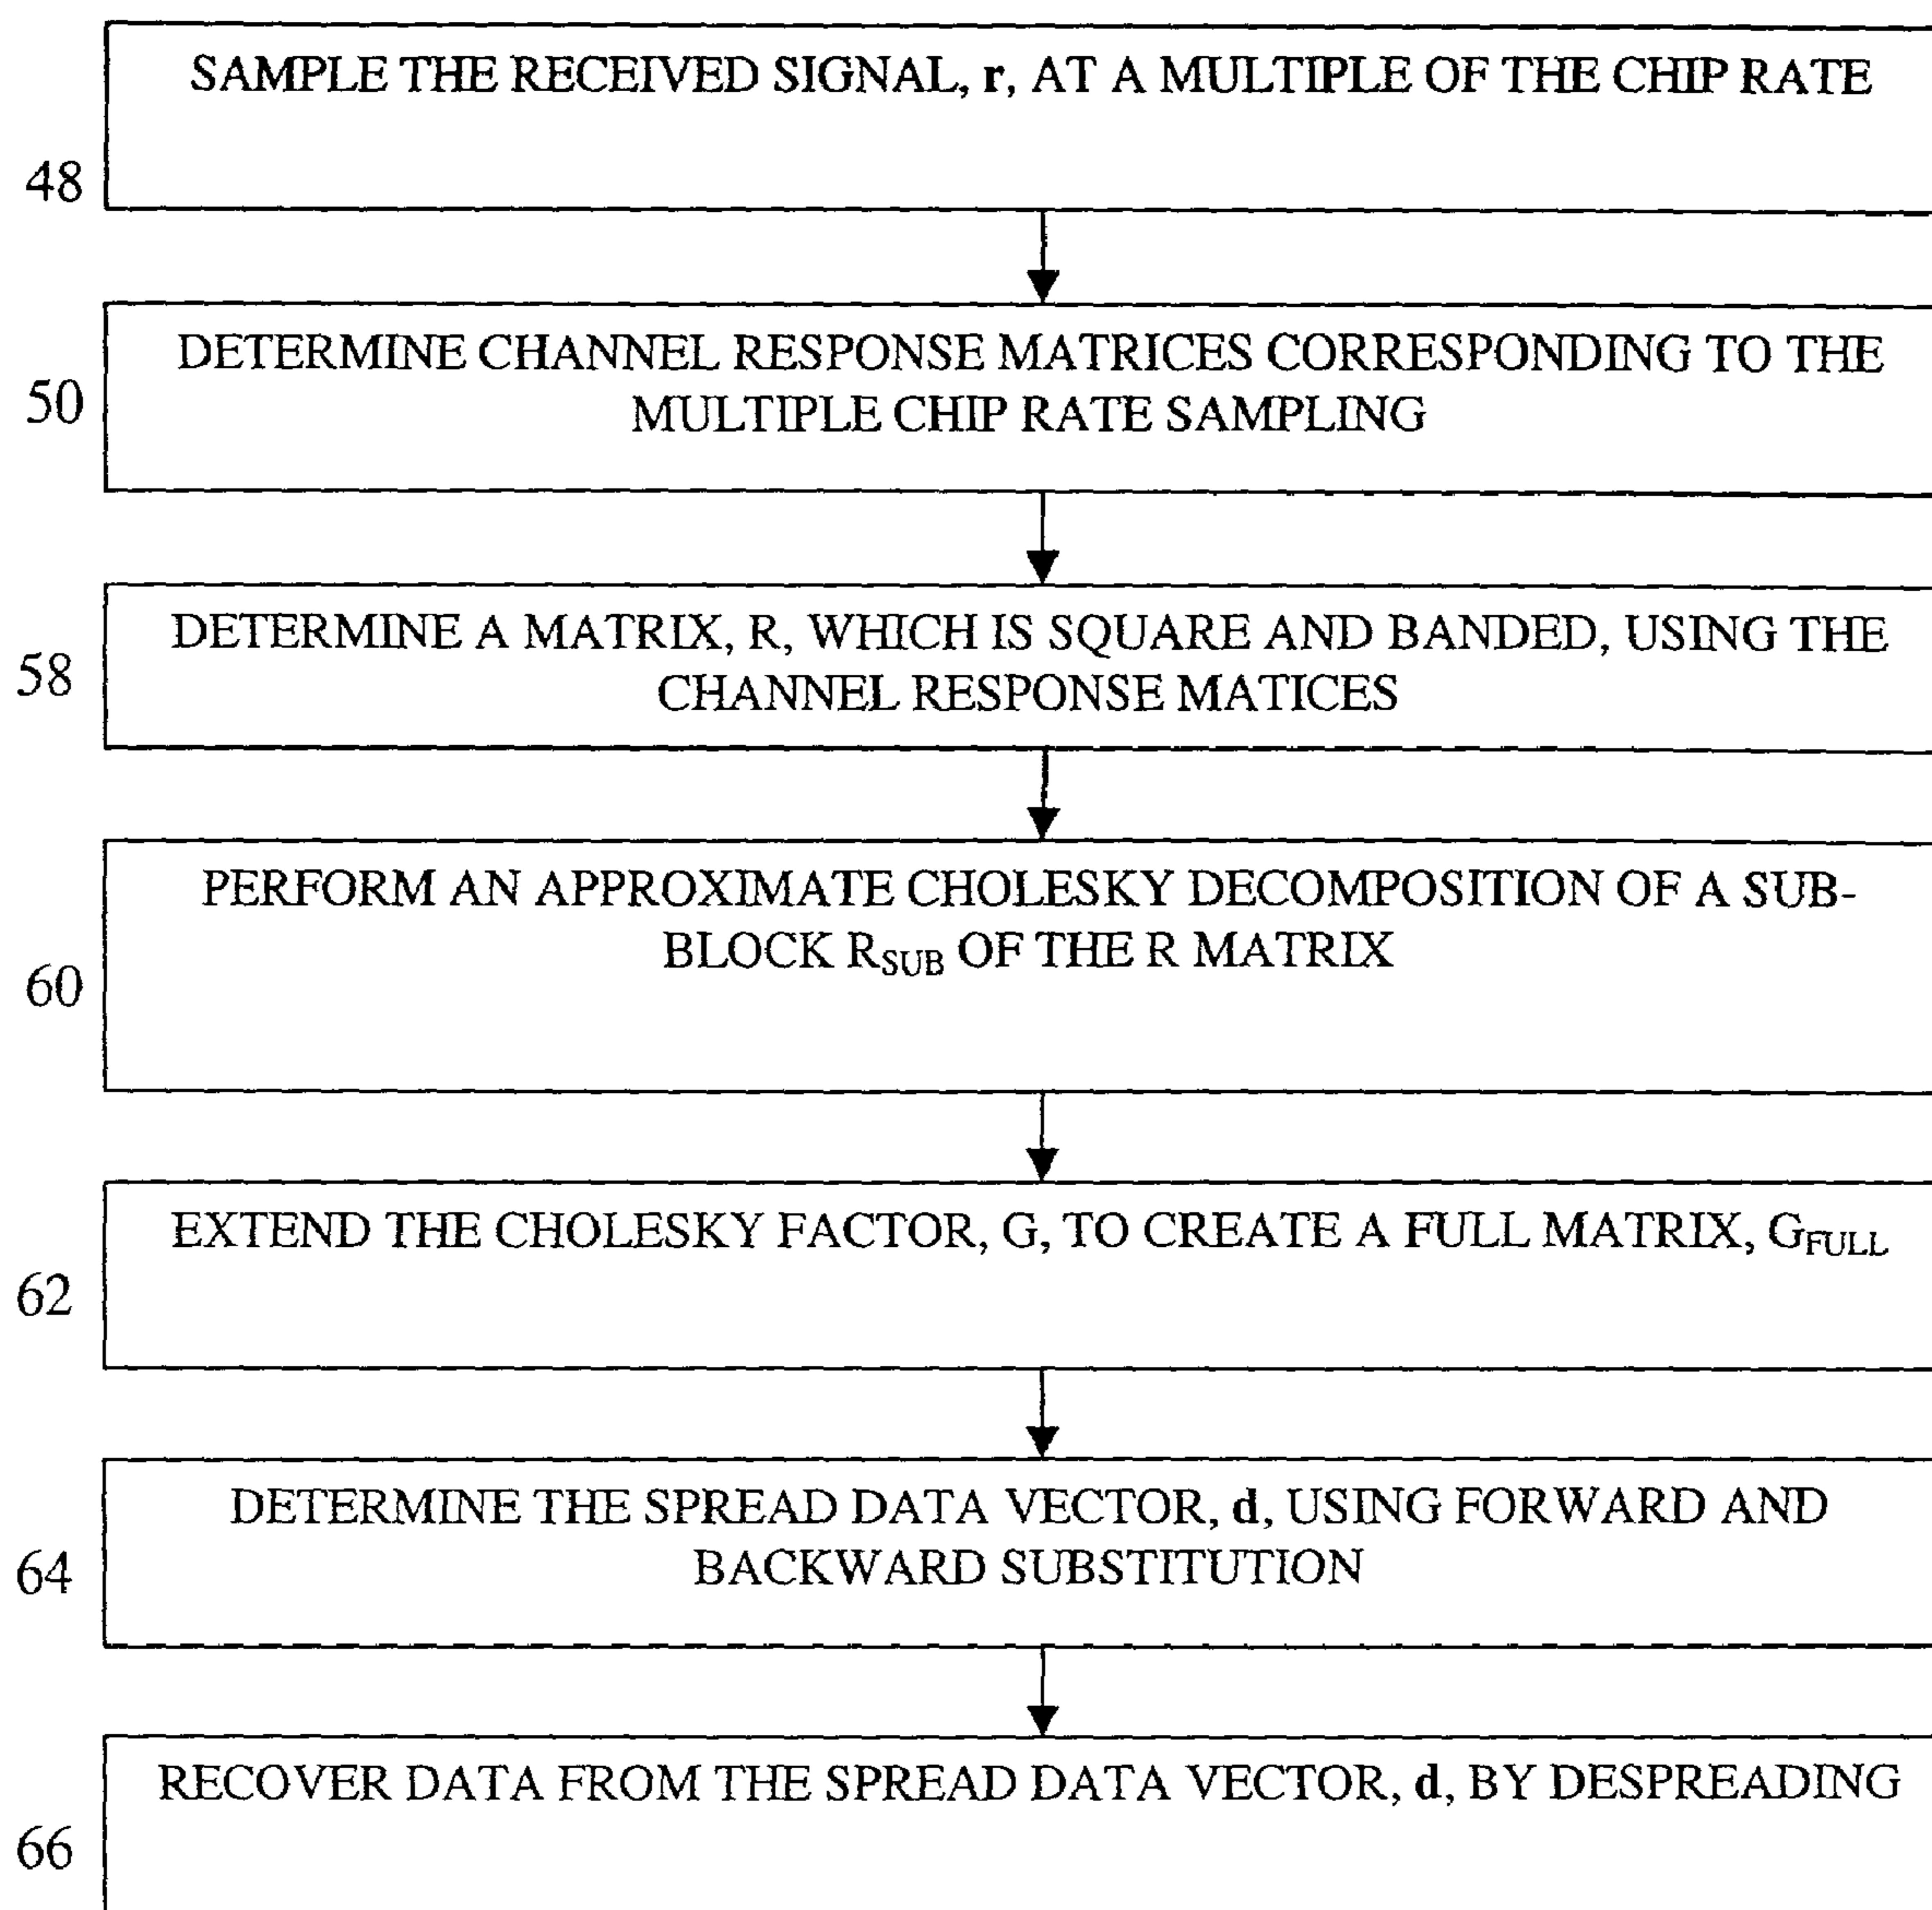 SAMPLE THE RECEIVED SIGNAL, r, AT A MULTIPLE OF THE CHIP RATE
48
DETERMINE CHANNEL RESPONSE MATRICES CORRESPONDING TO THE
MULTIPLE CHIP RATE SAMPLING
50
DETERMINE A MATRIX, R, WHICH IS SQUARE AND BANDED, USING THE
CHANNEL RESPONSE MATICES
58
PERFORM AN APPROXIMATE CHOLESKY DECOMPOSITION OF A SUB-
BLOCK RSUB OF THE R MATRIX
60
EXTEND THE CHOLESKY FACTOR, G, TO CREATE A FULL MATRIX, GFULL
62
DETERMINE THE SPREAD DATA VECTOR, d, USING FORWARD AND
BACKWARD SUBSTITUTION
64
RECOVER DATA FROM THE SPREAD DATA VECTOR, d, BY DESPREADING
66